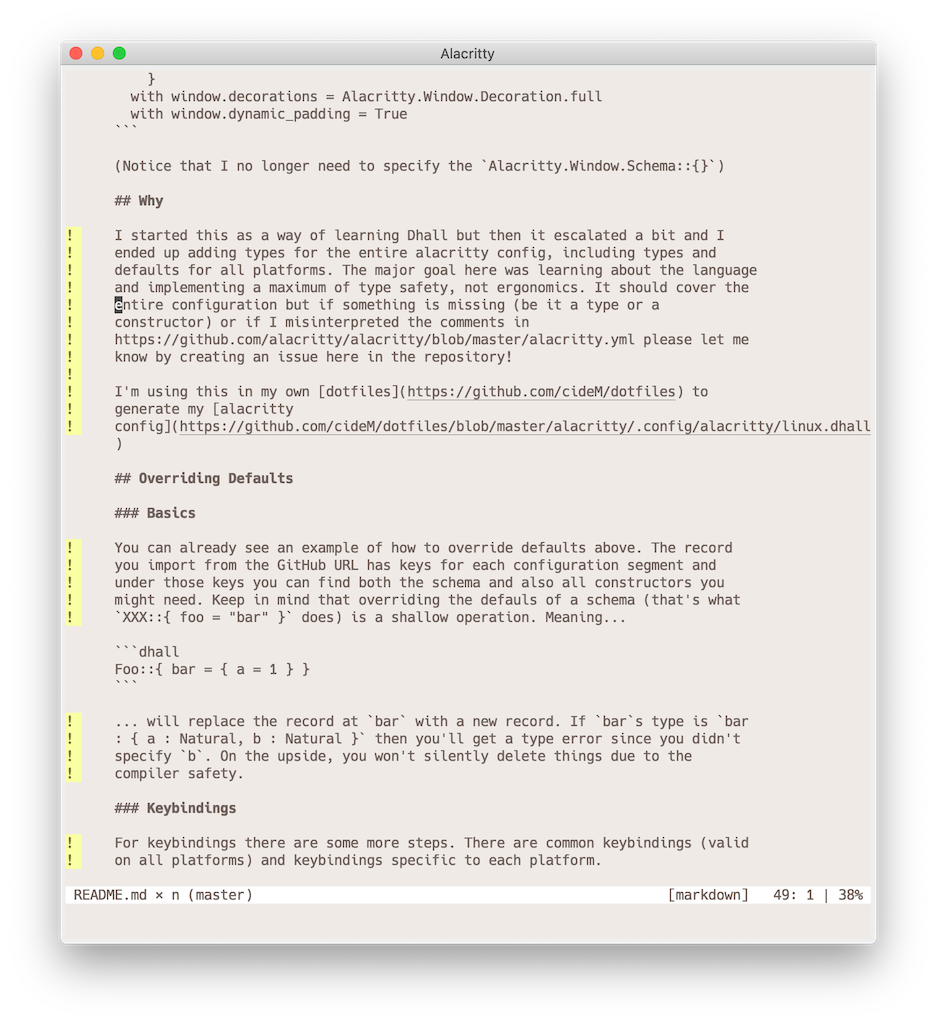 Alacritty
    }
  with window.decorations = Alacritty.Window.Decoration.full
  with window.dynamic_padding = True
```
(Notice that I no longer need to specify the `Alacritty.Window.Schema::{}`)
## Why
! I started this as a way of learning Dhall but then it escalated a bit and I
! ended up adding types for the entire alacritty config, including types and
! defaults for all platforms. The major goal here was learning about the language
! and implementing a maximum of type safety, not ergonomics. It should cover the
! entire configuration but if something is missing (be it a type or a
! constructor) or if I misinterpreted the comments in
! https://github.com/alacritty/alacritty/blob/master/alacritty.yml please let me
! know by creating an issue here in the repository!
!
! I'm using this in my own [dotfiles](https://github.com/cideM/dotfiles) to
! generate my [alacritty
! config](https://github.com/cideM/dotfiles/blob/master/alacritty/.config/alacritty/linux.dhall
)
## Overriding Defaults
### Basics
! You can already see an example of how to override defaults above. The record
! you import from the GitHub URL has keys for each configuration segment and
! under those keys you can find both the schema and also all constructors you
! might need. Keep in mind that overriding the defauls of a schema (that's what
! `XXX::{ foo = "bar" }` does) is a shallow operation. Meaning...
```dhall
Foo::{ bar = { a = 1 } }
```
! ... will replace the record at `bar` with a new record. If `bar`s type is `bar
! : { a : Natural, b : Natural }` then you'll get a type error since you didn't
! specify `b`. On the upside, you won't silently delete things due to the
! compiler safety.
### Keybindings
! For keybindings there are some more steps. There are common keybindings (valid
! on all platforms) and keybindings specific to each platform.
README.md × n (master) [markdown] 49: 1 | 38%